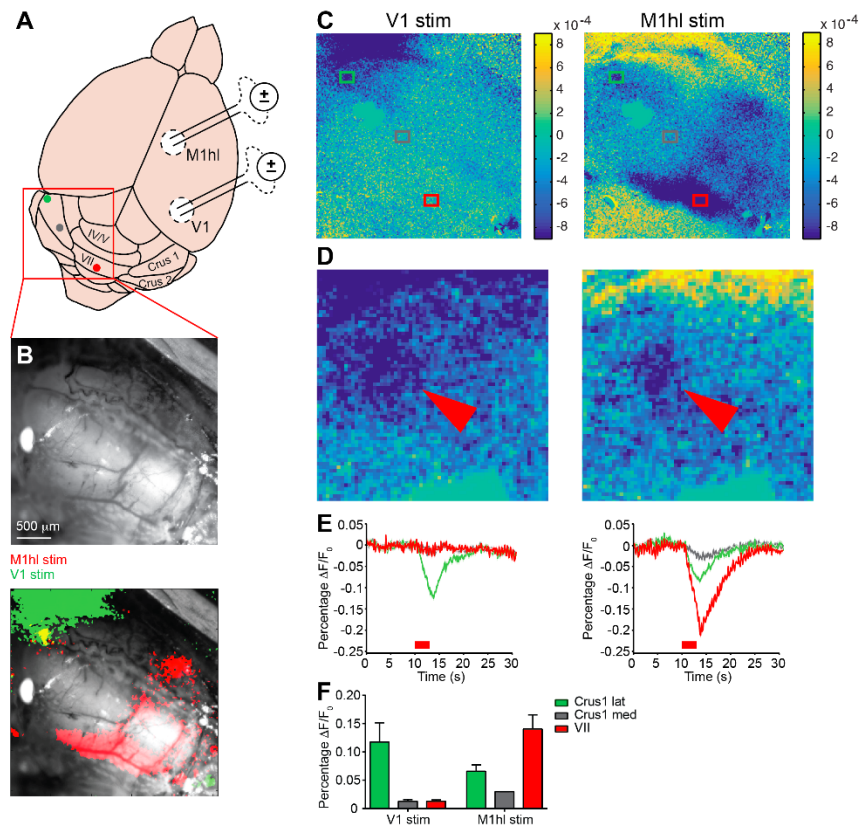 A
M1hl
V1
IV/V
VII
Crus 1
Crus 2
B
500 μm
M1hl stim
V1 stim
C
V1 stim
x 10⁻⁴
8
6
4
2
0
-2
-4
-6
-8
M1hl stim
x 10⁻⁴
8
6
4
2
0
-2
-4
-6
-8
D
E
Percentage ΔF/F₀
0.05
0
-0.05
-0.1
-0.15
-0.2
-0.25
0 5 10 15 20 25 30
Time (s)
Percentage ΔF/F₀
0.05
0
-0.05
-0.1
-0.15
-0.2
-0.25
0 5 10 15 20 25 30
Time (s)
F
Percentage ΔF/F₀
0.20
0.15
0.10
0.05
0
V1 stim M1hl stim
Crus1 lat
Crus1 med
VII